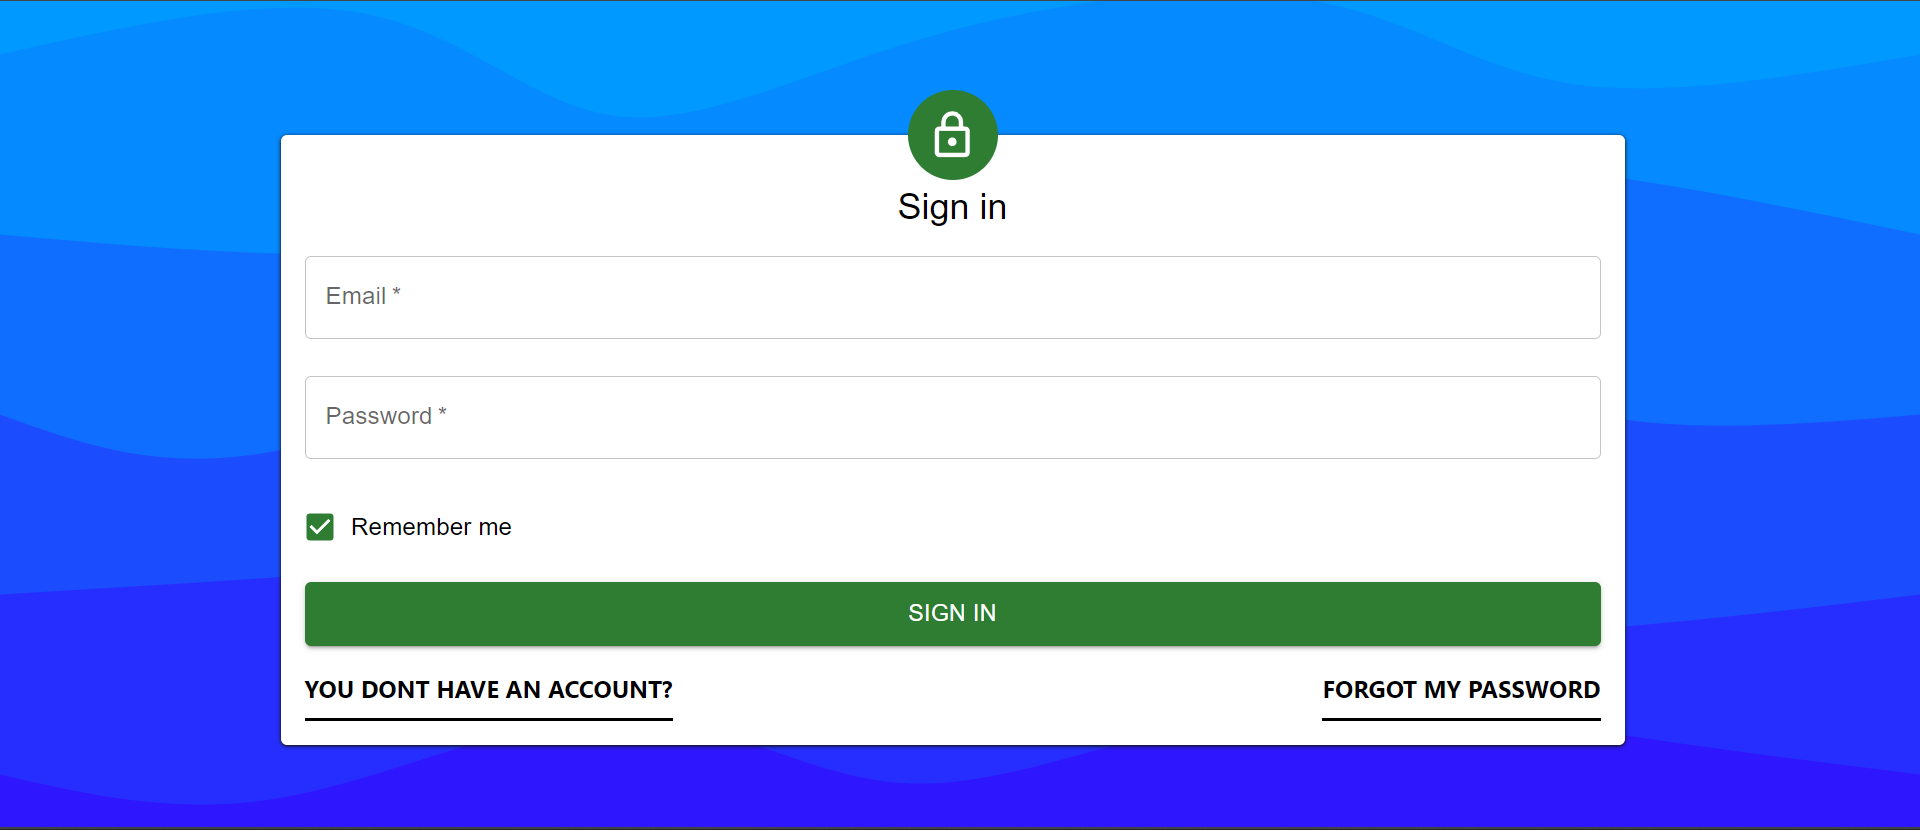 Sign in
Email *
Password *
Remember me
SIGN IN
YOU DONT HAVE AN ACCOUNT?
FORGOT MY PASSWORD